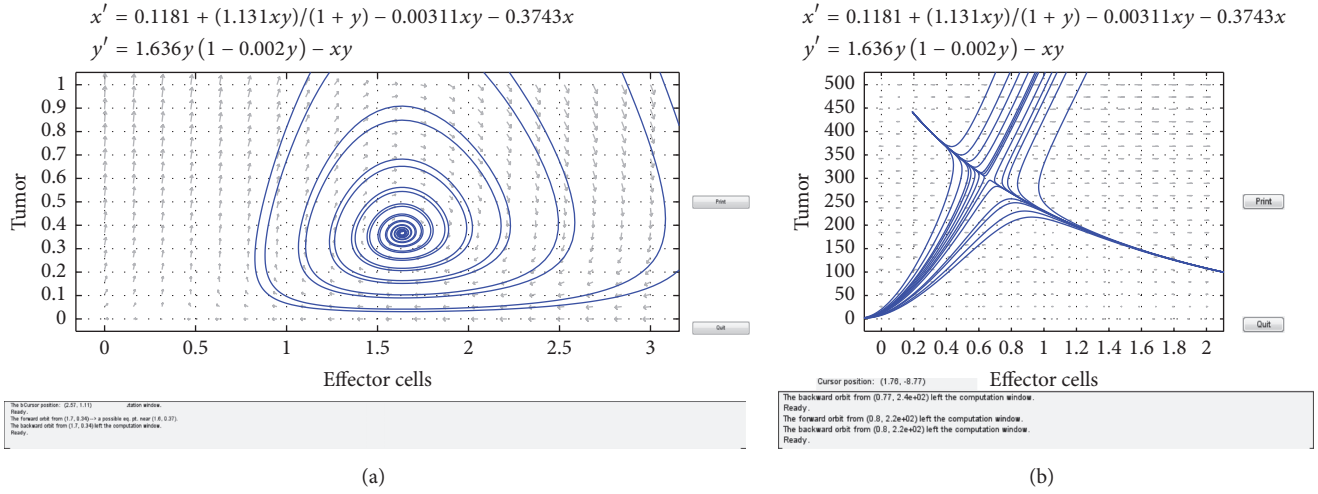 x′ = 0.1181 + (1.131xy)/(1 + y) − 0.00311xy − 0.3743x
y′ = 1.636y (1 − 0.002y) − xy
1
0.9
0.8
0.7
0.6
0.5
0.4
0.3
0.2
0.1
0
Tumor
0 0.5 1 1.5 2 2.5 3
Effector cells
Print
Quit
Cursor position: (2.57, 1.11)
Ready.
The forward orbit from (1.7, 0.34) --> a possible eq. pt. near (1.6, 0.37).
The backward orbit from (1.7, 0.34) left the computation window.
Ready.
(a)
x′ = 0.1181 + (1.131xy)/(1 + y) − 0.00311xy − 0.3743x
y′ = 1.636y (1 − 0.002y) − xy
500
450
400
350
300
250
200
150
100
50
0
Tumor
0 0.2 0.4 0.6 0.8 1 1.2 1.4 1.6 1.8 2
Effector cells
Print
Quit
Cursor position: (1.76, -8.77)
The backward orbit from (0.77, 2.4e+02) left the computation window.
Ready.
The forward orbit from (0.8, 2.2e+02) left the computation window.
The backward orbit from (0.8, 2.2e+02) left the computation window.
Ready.
(b)